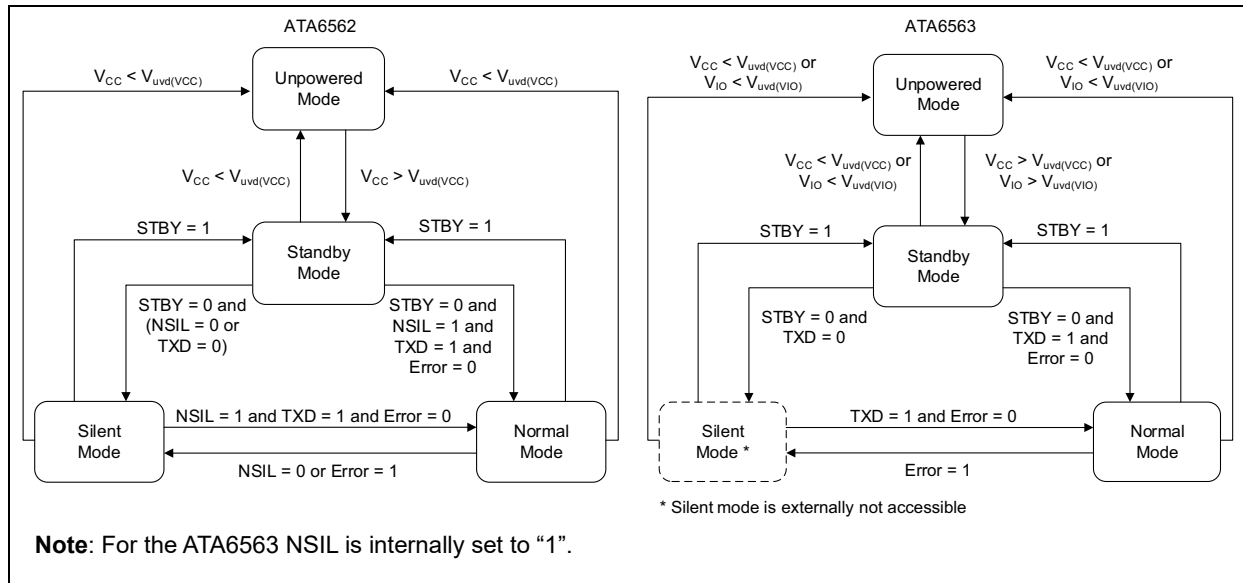 ATA6562
V_CC < V_uvd(VCC)
Unpowered
Mode
V_CC < V_uvd(VCC)
V_CC < V_uvd(VCC)
V_CC > V_uvd(VCC)
STBY = 1
Standby
Mode
STBY = 1
STBY = 0 and
(NSIL = 0 or
TXD = 0)
STBY = 0 and
NSIL = 1 and
TXD = 1 and
Error = 0
Silent
Mode
NSIL = 1 and TXD = 1 and Error = 0
NSIL = 0 or Error = 1
Normal
Mode
ATA6563
V_CC < V_uvd(VCC) or
V_IO < V_uvd(VIO)
Unpowered
Mode
V_CC < V_uvd(VCC) or
V_IO < V_uvd(VIO)
V_CC < V_uvd(VCC) or
V_IO < V_uvd(VIO)
V_CC > V_uvd(VCC) or
V_IO > V_uvd(VIO)
STBY = 1
Standby
Mode
STBY = 1
STBY = 0 and
TXD = 0
STBY = 0 and
TXD = 1 and
Error = 0
Silent
Mode *
TXD = 1 and Error = 0
Error = 1
Normal
Mode
* Silent mode is externally not accessible
Note: For the ATA6563 NSIL is internally set to “1”.